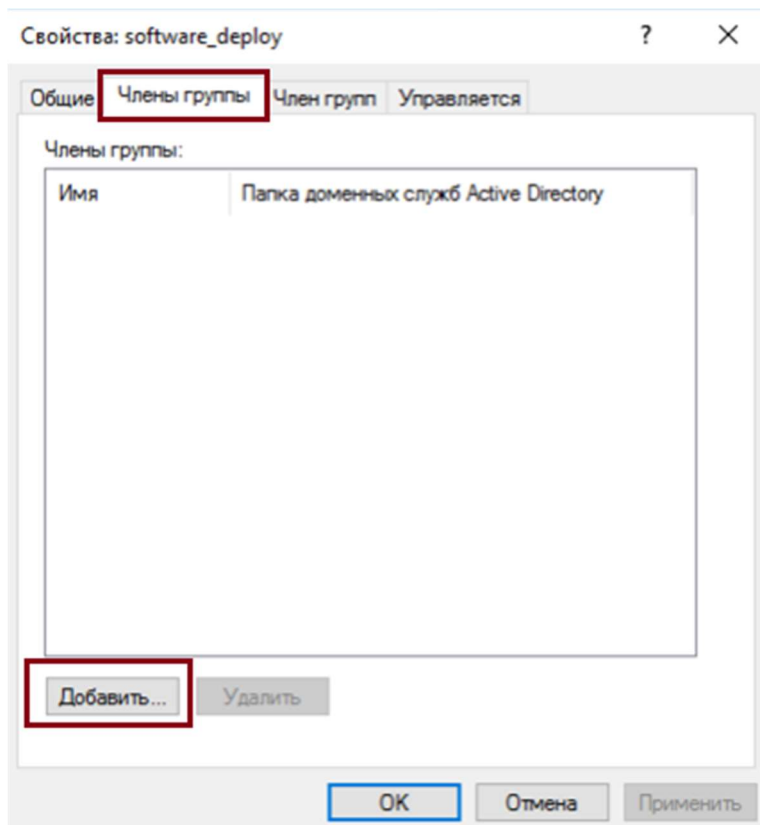 Свойства: software_deploy ?
Общие Члены группы Член групп Управляется
Члены группы:
Имя Папка доменных служб Active Directory
Добавить... Удалить
OK Отмена Применить